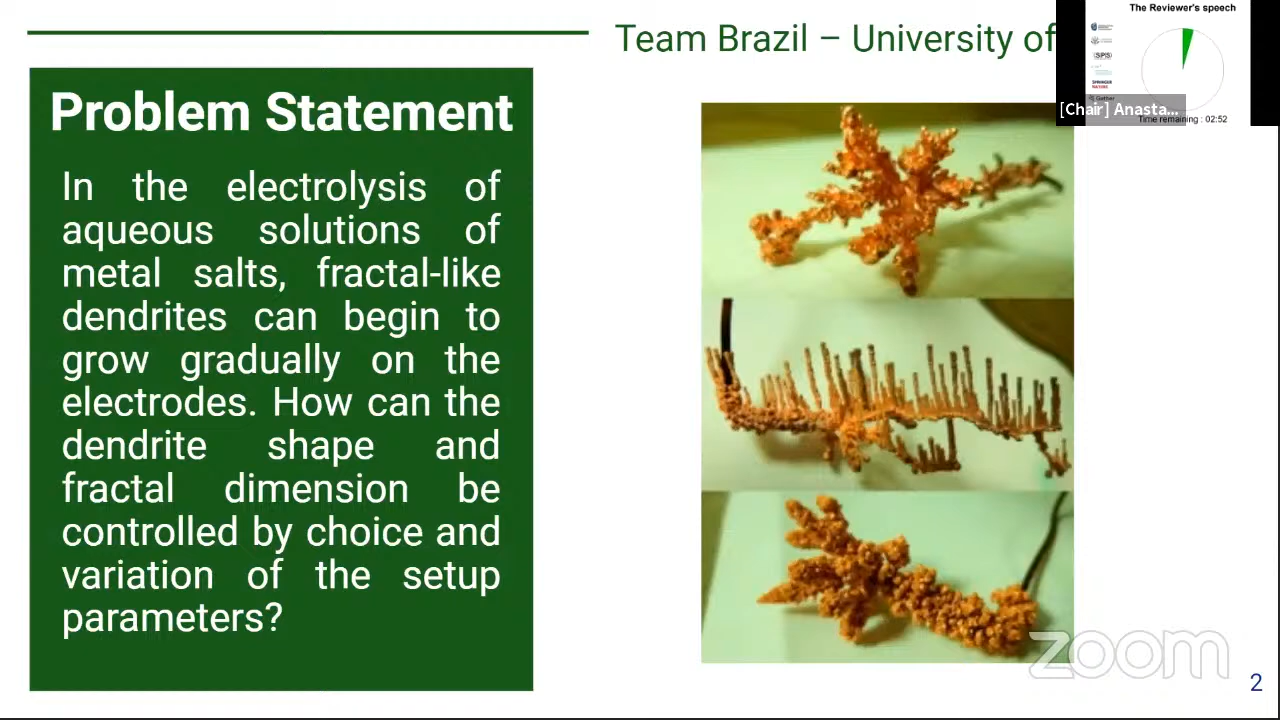 Team Brazil – University of
The Reviewer's speech
SPS
[Chair] Anasta...
Time remaining : 02:52
Problem Statement
In the electrolysis of
aqueous solutions of
metal salts, fractal-like
dendrites can begin to
grow gradually on the
electrodes. How can the
dendrite shape and
fractal dimension be
controlled by choice and
variation of the setup
parameters?
zoom
2